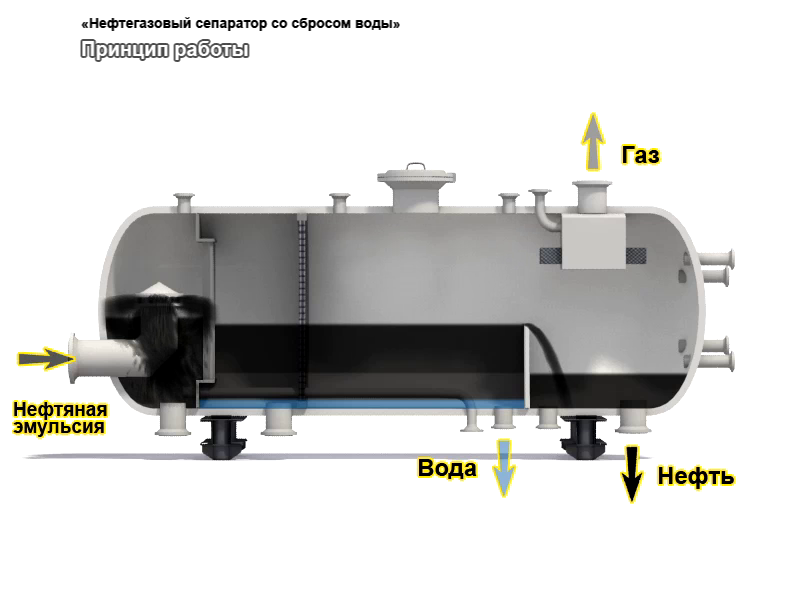 «Нефтегазовый сепаратор со сбросом воды»
Принцип работы
Газ
Нефтяная
эмульсия
Вода
Нефть